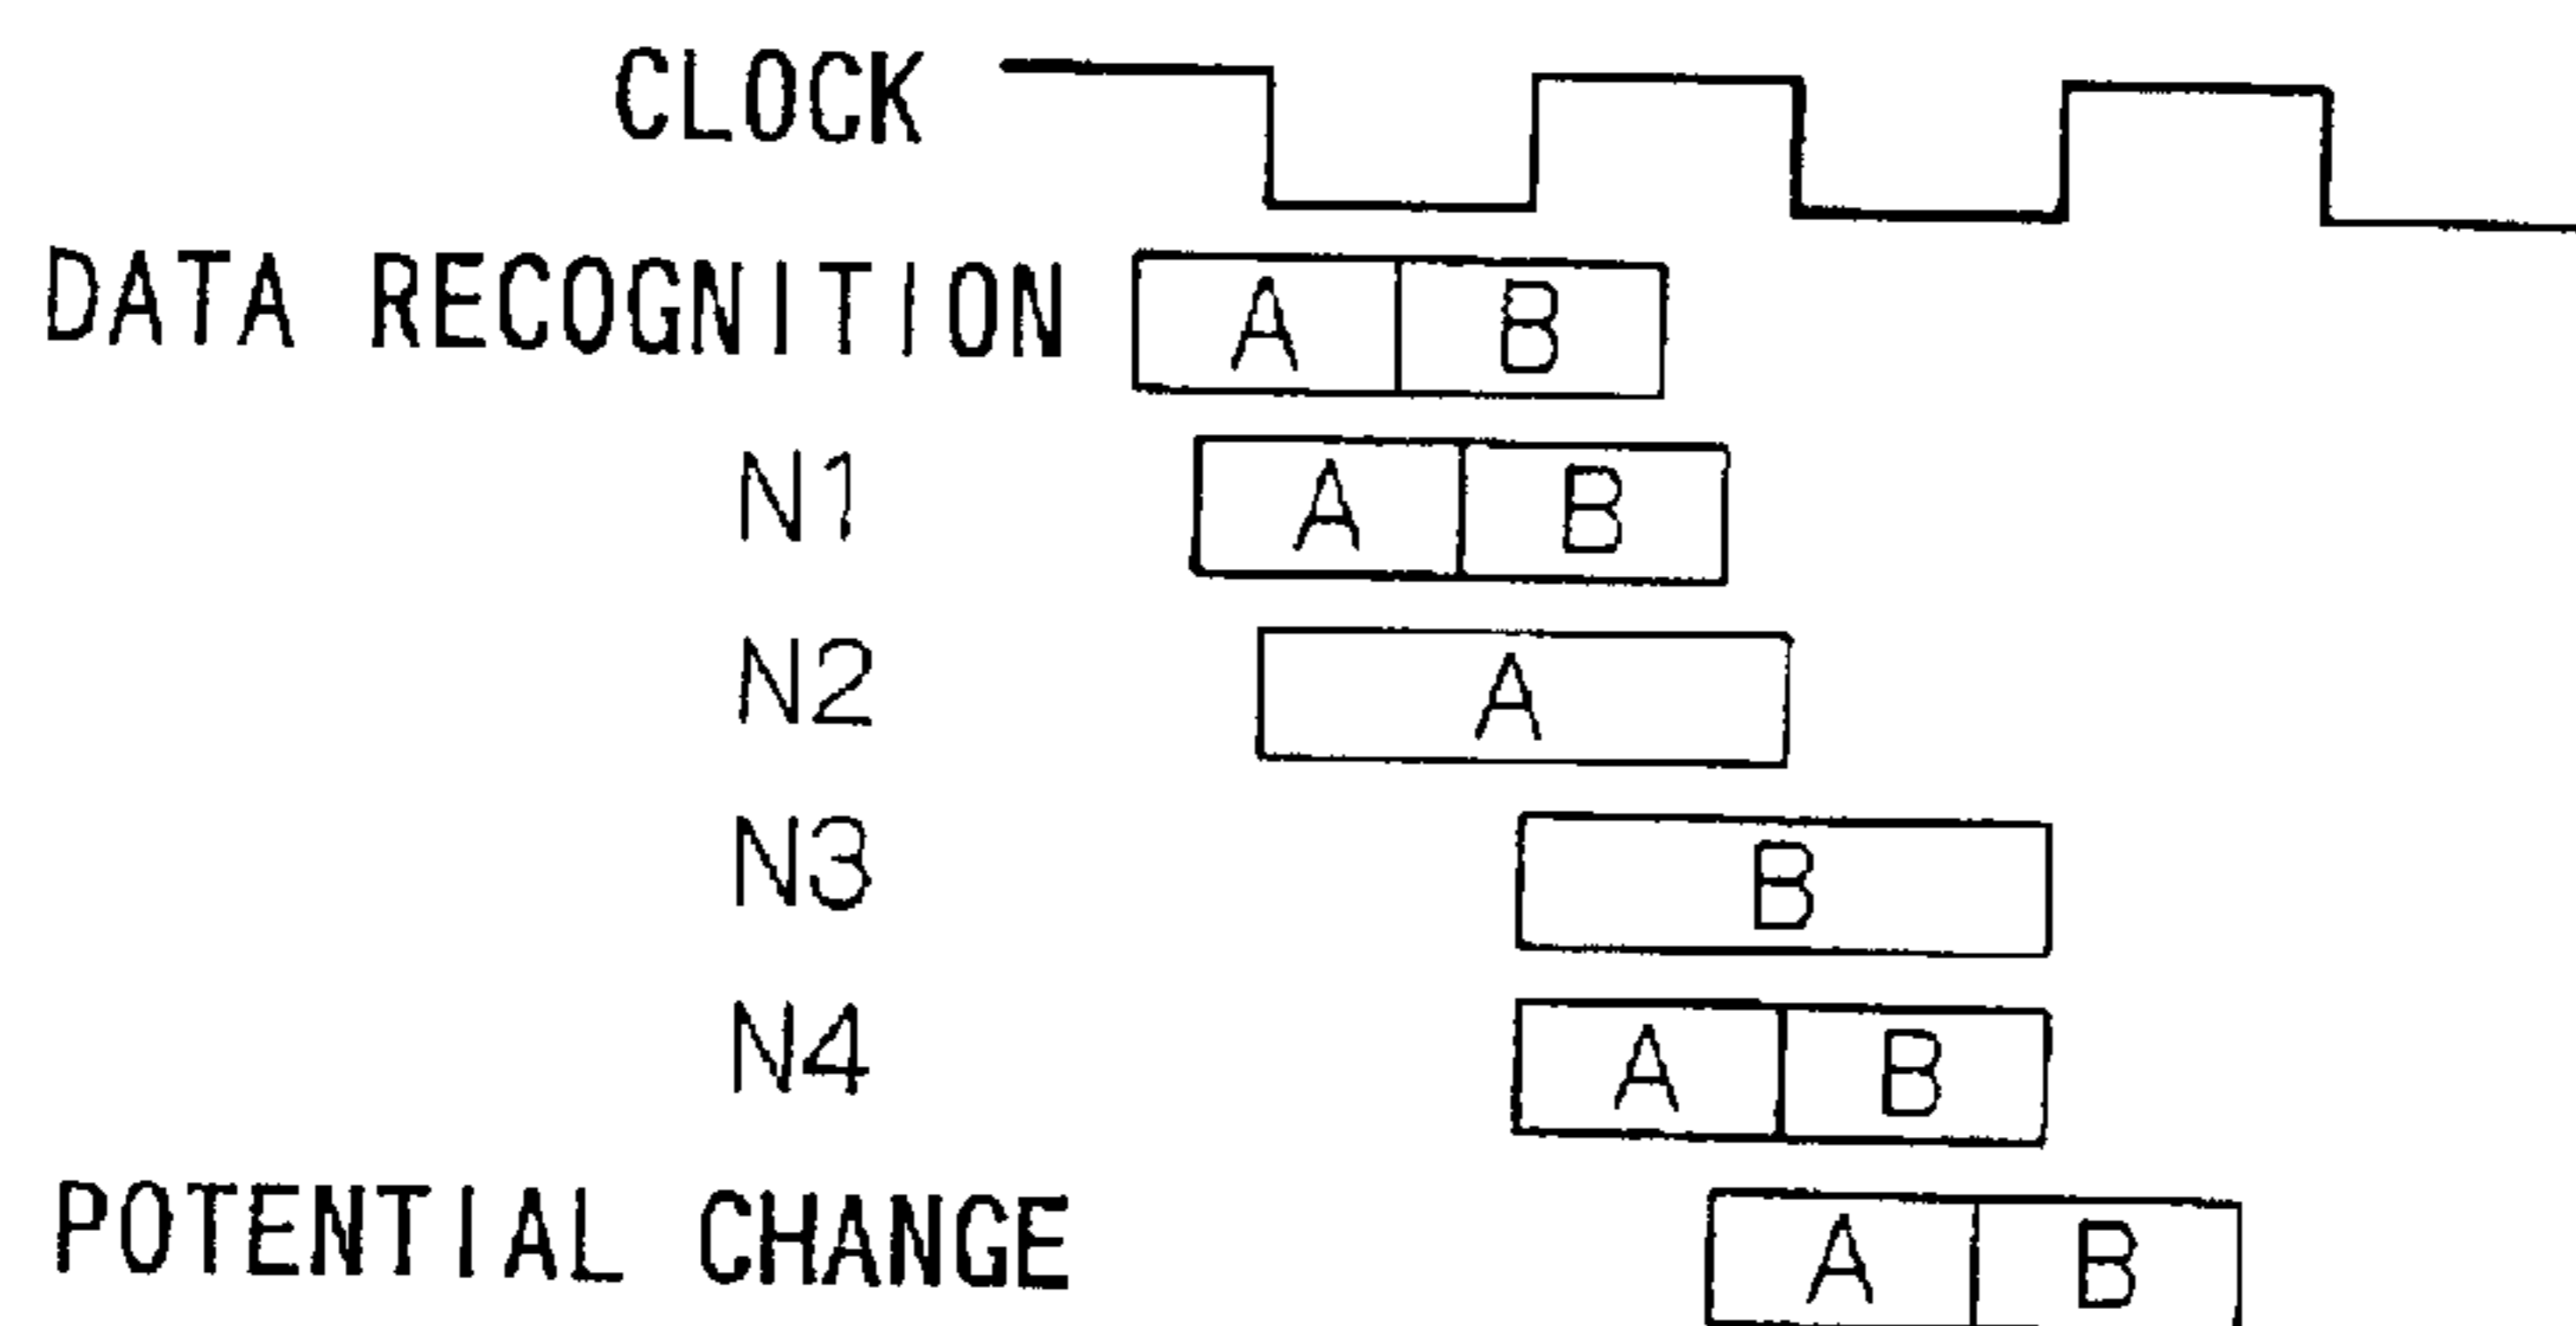 CLOCK
DATA RECOGNITION A B
N1 A B
N2 A
N3 B
N4 A B
POTENTIAL CHANGE A B